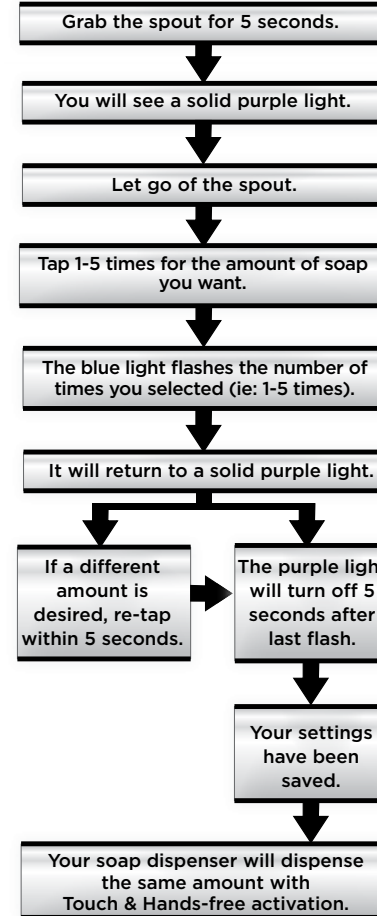 Grab the spout for 5 seconds.
You will see a solid purple light.
Let go of the spout.
Tap 1-5 times for the amount of soap
you want.
The blue light flashes the number of
times you selected (ie: 1-5 times).
It will return to a solid purple light.
If a different
amount is
desired, re-tap
within 5 seconds.
The purple light
will turn off 5
seconds after
last flash.
Your settings
have been
saved.
Your soap dispenser will dispense
the same amount with
Touch & Hands-free activation.